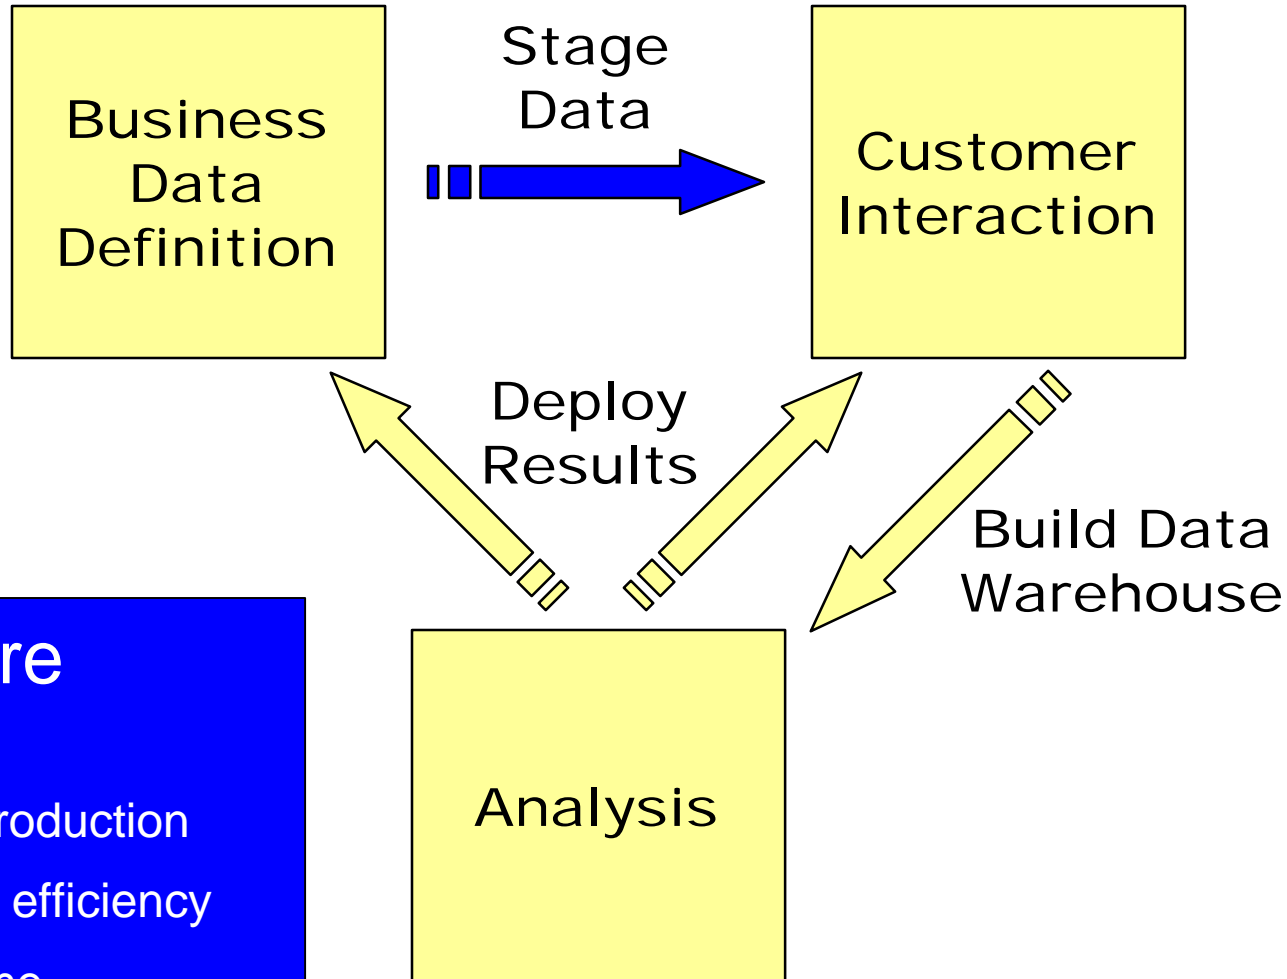 Business
Data
Definition
Stage
Data
Customer
Interaction
Deploy
Results
Build Data
Warehouse
Analysis
efficiency